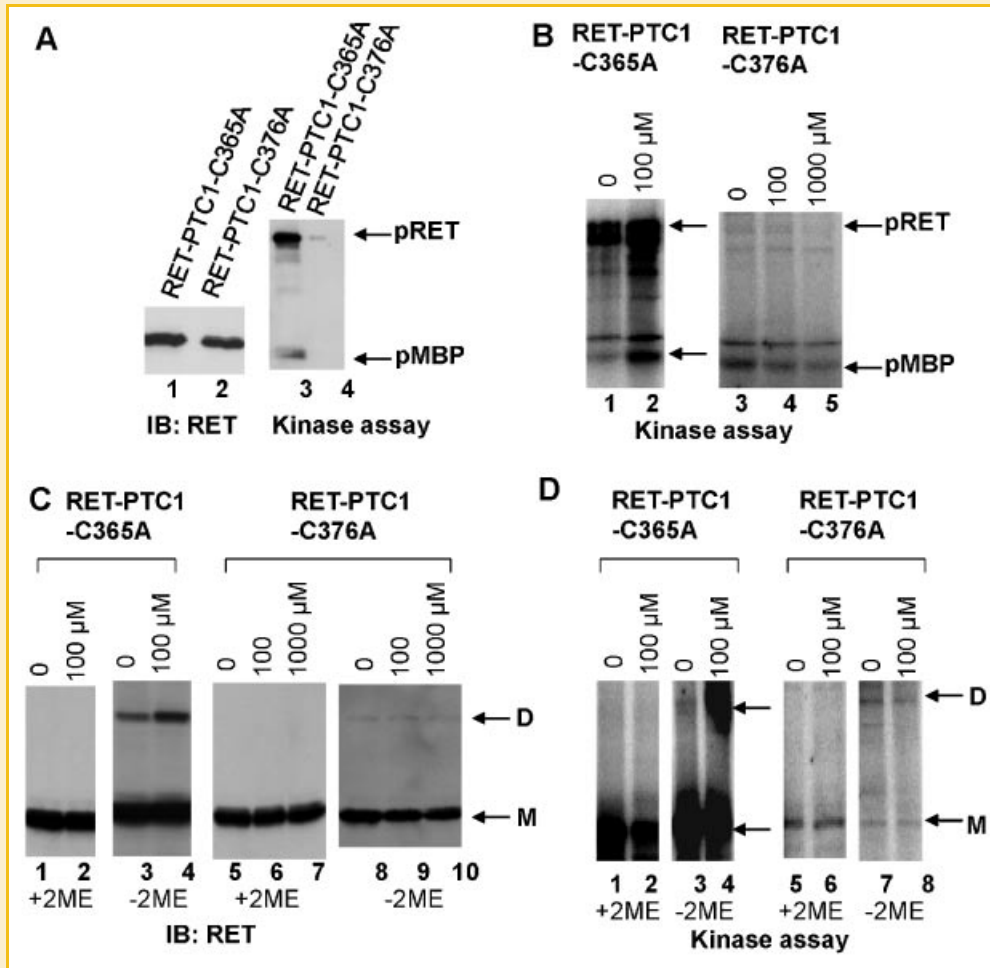 A
RET-PTC1-C365A
RET-PTC1-C376A
RET-PTC1-C365A
RET-PTC1-C376A
pRET
pMBP
1 2 3 4
IB: RET Kinase assay
B
RET-PTC1 RET-PTC1
-C365A -C376A
0 100 µM 0 100 1000 µM
pRET
pMBP
1 2 3 4 5
Kinase assay
C
RET-PTC1 RET-PTC1
-C365A -C376A
0 100 µM 0 100 µM 0 100 1000 µM 0 100 1000 µM
D
M
1 2 3 4 5 6 7 8 9 10
+2ME -2ME +2ME -2ME
IB: RET
D
RET-PTC1 RET-PTC1
-C365A -C376A
0 100 µM 0 100 µM 0 100 µM 0 100 µM
D
M
1 2 3 4 5 6 7 8
+2ME -2ME +2ME -2ME
Kinase assay